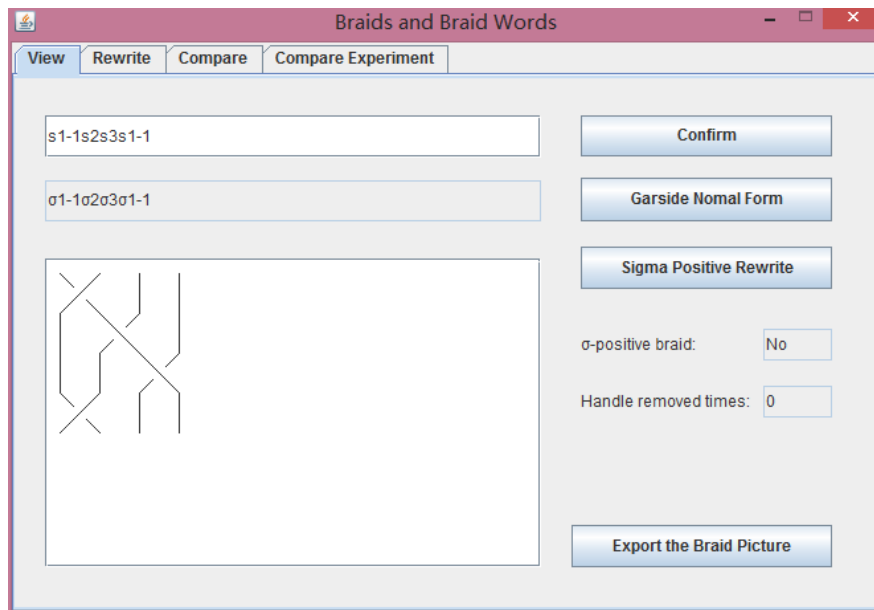 Braids and Braid Words
View Rewrite Compare Compare Experiment
s1-1s2s3s1-1
Confirm
σ1-1σ2σ3σ1-1
Garside Nomal Form
Sigma Positive Rewrite
σ-positive braid: No
Handle removed times: 0
Export the Braid Picture